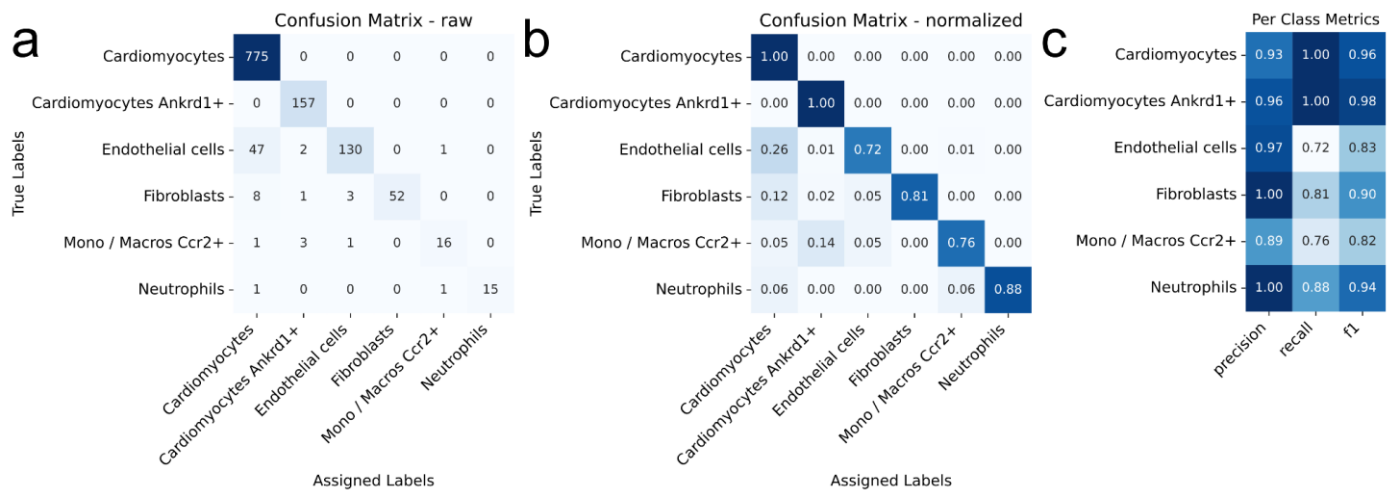 a
Confusion Matrix - raw
True Labels
Cardiomyocytes 775 0 0 0 0 0
Cardiomyocytes Ankrd1+ 0 157 0 0 0 0
Endothelial cells 47 2 130 0 1 0
Fibroblasts 8 1 3 52 0 0
Mono / Macros Ccr2+ 1 3 1 0 16 0
Neutrophils 1 0 0 0 1 15
Cardiomyocytes
Cardiomyocytes Ankrd1+
Endothelial cells
Fibroblasts
Mono / Macros Ccr2+
Neutrophils
Assigned Labels
b
Confusion Matrix - normalized
True Labels
Cardiomyocytes 1.00 0.00 0.00 0.00 0.00 0.00
Cardiomyocytes Ankrd1+ 0.00 1.00 0.00 0.00 0.00 0.00
Endothelial cells 0.26 0.01 0.72 0.00 0.01 0.00
Fibroblasts 0.12 0.02 0.05 0.81 0.00 0.00
Mono / Macros Ccr2+ 0.05 0.14 0.05 0.00 0.76 0.00
Neutrophils 0.06 0.00 0.00 0.00 0.06 0.88
Cardiomyocytes
Cardiomyocytes Ankrd1+
Endothelial cells
Fibroblasts
Mono / Macros Ccr2+
Neutrophils
Assigned Labels
c
Per Class Metrics
Cardiomyocytes 0.93 1.00 0.96
Cardiomyocytes Ankrd1+ 0.96 1.00 0.98
Endothelial cells 0.97 0.72 0.83
Fibroblasts 1.00 0.81 0.90
Mono / Macros Ccr2+ 0.89 0.76 0.82
Neutrophils 1.00 0.88 0.94
precision
recall
f1